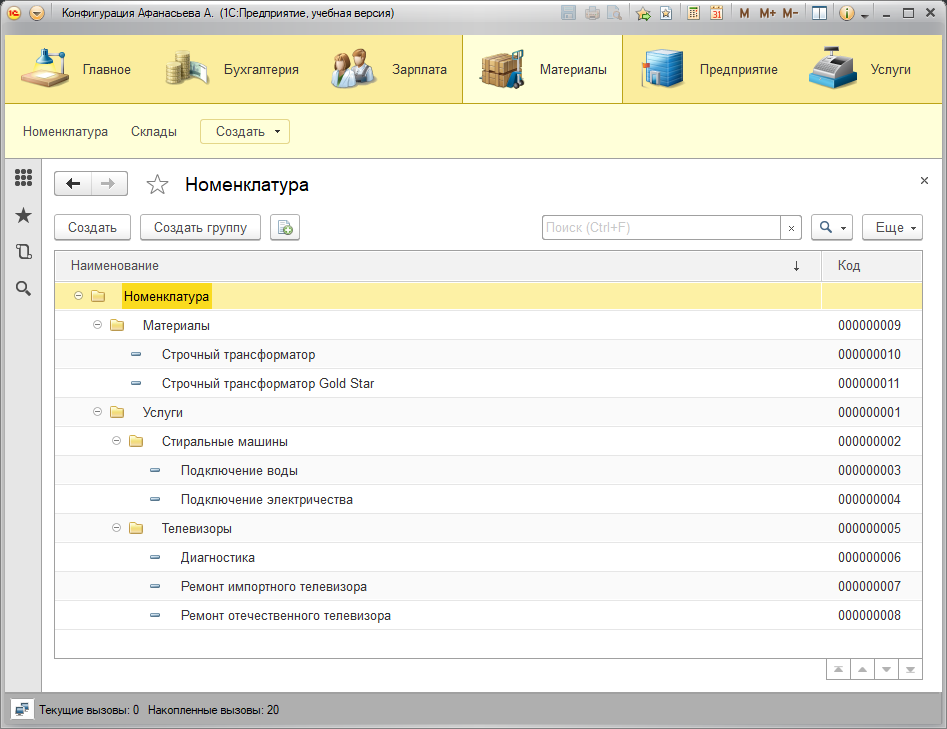 Конфигурация Афанасьева А. (1С:Предприятие, учебная версия)
31 M M+ M-
Главное Бухгалтерия Зарплата Материалы Предприятие Услуги
Номенклатура Склады Создать
Номенклатура
Создать Создать группу Поиск (Ctrl+F) Еще
Наименование Код
Номенклатура
Материалы 000000009
Строчный трансформатор 000000010
Строчный трансформатор Gold Star 000000011
Услуги 000000001
Стиральные машины 000000002
Подключение воды 000000003
Подключение электричества 000000004
Телевизоры 000000005
Диагностика 000000006
Ремонт импортного телевизора 000000007
Ремонт отечественного телевизора 000000008
Текущие вызовы: 0 Накопленные вызовы: 20